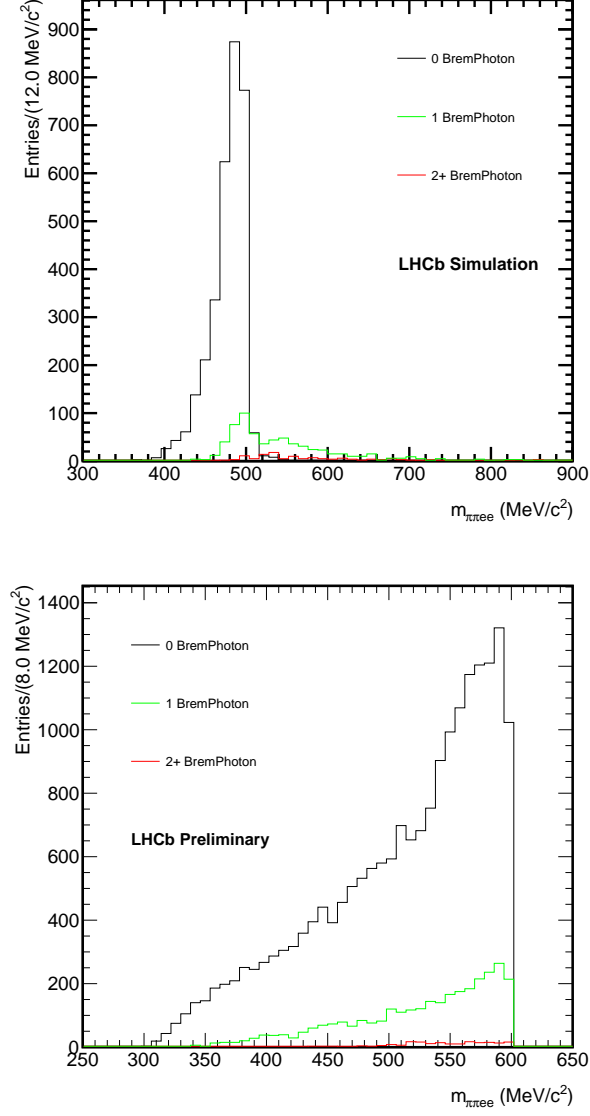 Entries/(12.0 MeV/c²)
900
800
700
600
500
400
300
200
100
0
0 BremPhoton
1 BremPhoton
2+ BremPhoton
LHCb Simulation
300 400 500 600 700 800 900
mππee (MeV/c²)
Entries/(8.0 MeV/c²)
1400
1200
1000
800
600
400
200
0
0 BremPhoton
1 BremPhoton
2+ BremPhoton
LHCb Preliminary
250 300 350 400 450 500 550 600 650
mππee (MeV/c²)